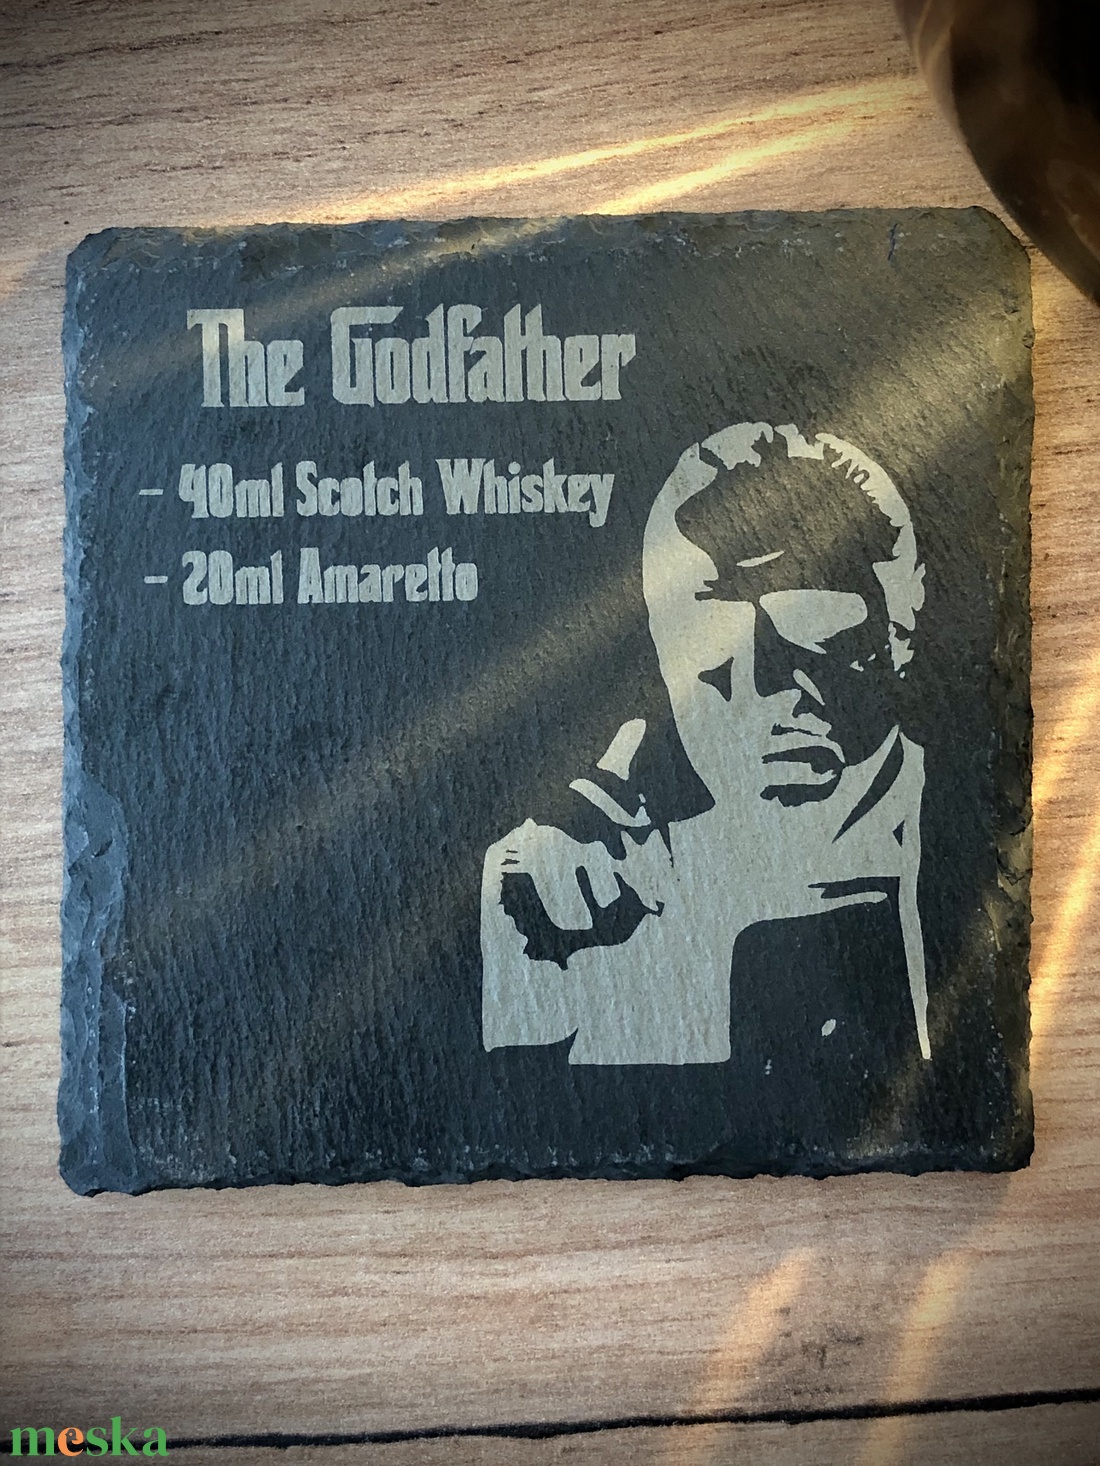 The Godfather
- 40ml Scotch Whiskey
- 20ml Amaretto
meska